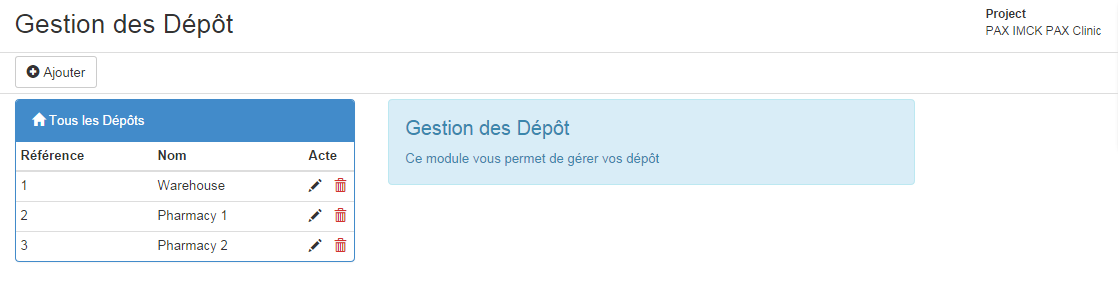 Gestion des Dépôt
Project
PAX IMCK PAX Clinic
Ajouter
Tous les Dépôts
Référence Nom Acte
1 Warehouse
2 Pharmacy 1
3 Pharmacy 2
Gestion des Dépôt
Ce module vous permet de gérer vos dépôt